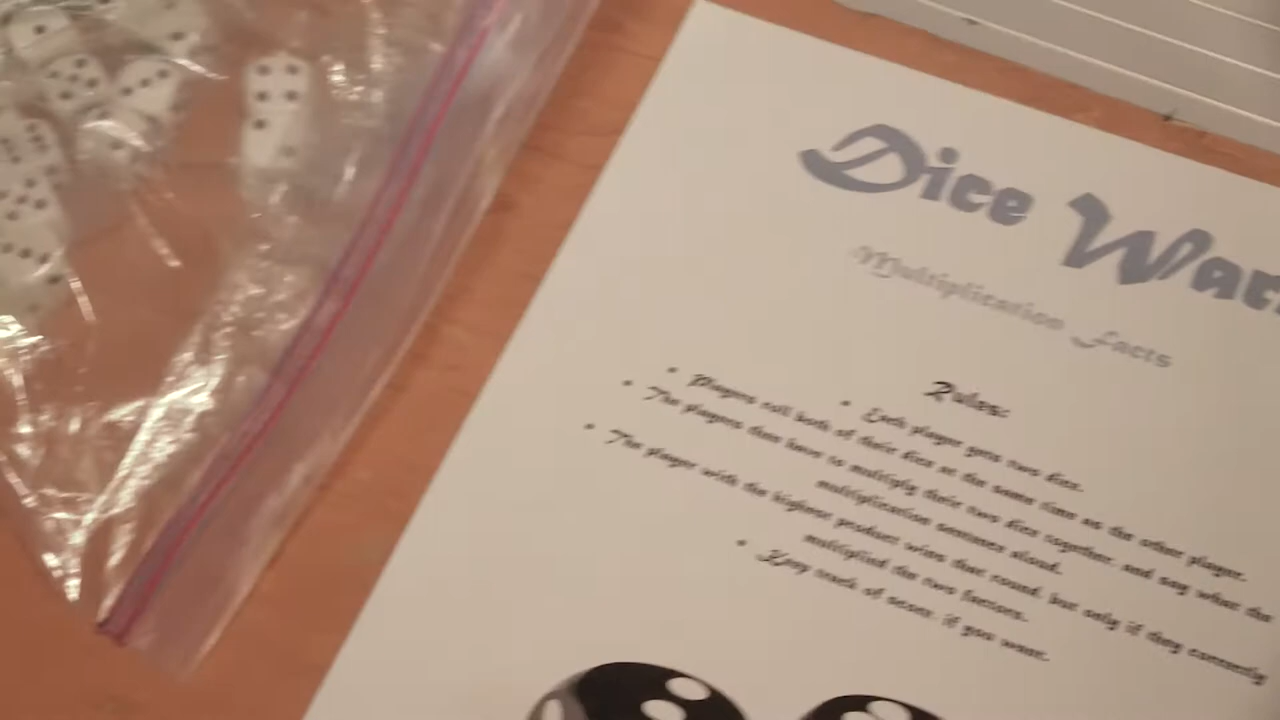 Dice War
Multiplication Facts
Rules:
• Each player gets two dice.
• Players roll both of their dice at the same time as the other player.
• The players then have to multiply their two dice together, and say what the
multiplication sentence aloud.
• The player with the highest product wins that round, but only if they correctly
multiplied the two factors.
• Keep track of score, if you want.